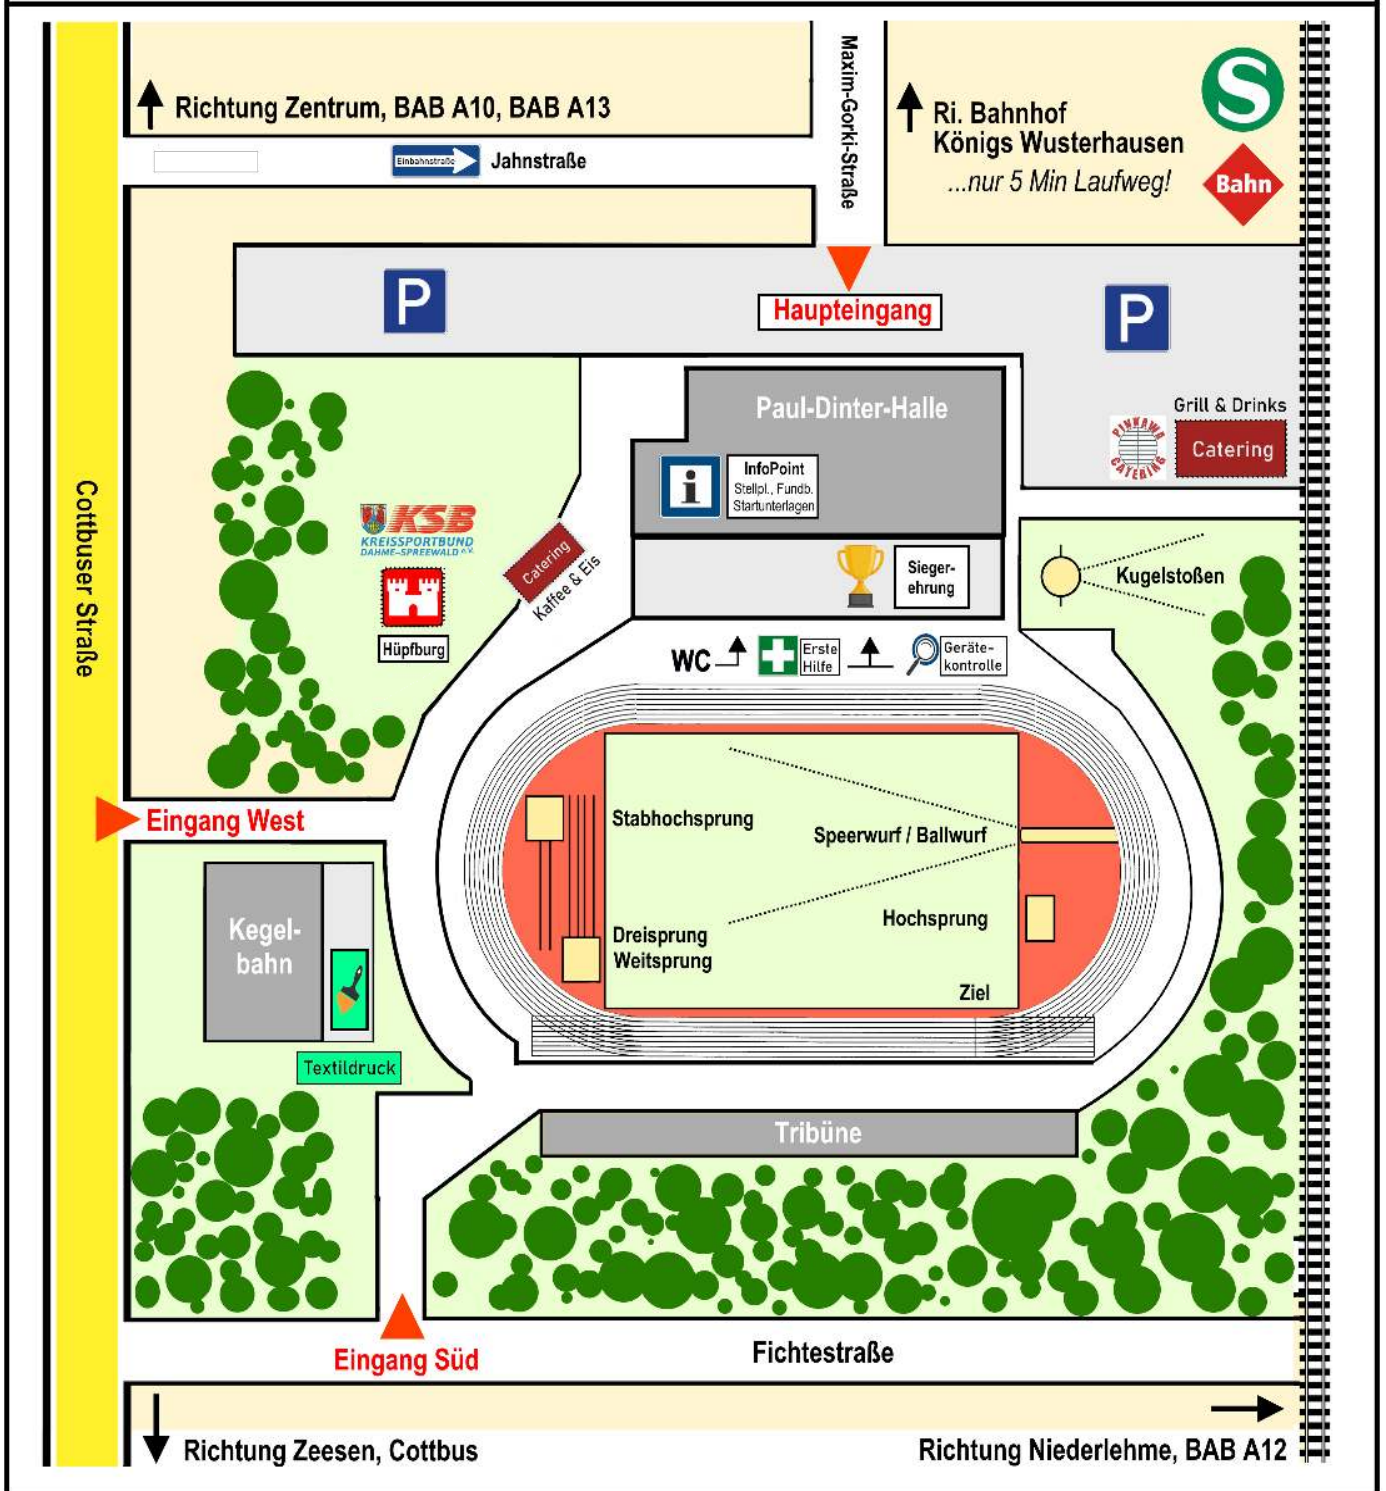 Richtung Zentrum, BAB A10, BAB A13
Einbahnstraße
Jahnstraße
Maxim-Gorki-Straße
Ri. Bahnhof
Königs Wusterhausen
...nur 5 Min Laufweg!
S
Bahn
P
Haupteingang
P
Paul-Dinter-Halle
Grill & Drinks
PINKAWA
CATERING
Catering
i
InfoPoint
Stellpl., Fundb.
Startunterlagen
KSB
KREISSPORTBUND
DAHME-SPREEWALD e.V.
Catering
Kaffee & Eis
Hüpfburg
Sieger-
ehrung
Kugelstoßen
WC
Erste
Hilfe
Geräte-
kontrolle
Cottbuser Straße
Eingang West
Stabhochsprung
Speerwurf / Ballwurf
Hochsprung
Dreisprung
Weitsprung
Ziel
Kegel-
bahn
Textildruck
Tribüne
Eingang Süd
Fichtestraße
Richtung Zeesen, Cottbus
Richtung Niederlehme, BAB A12